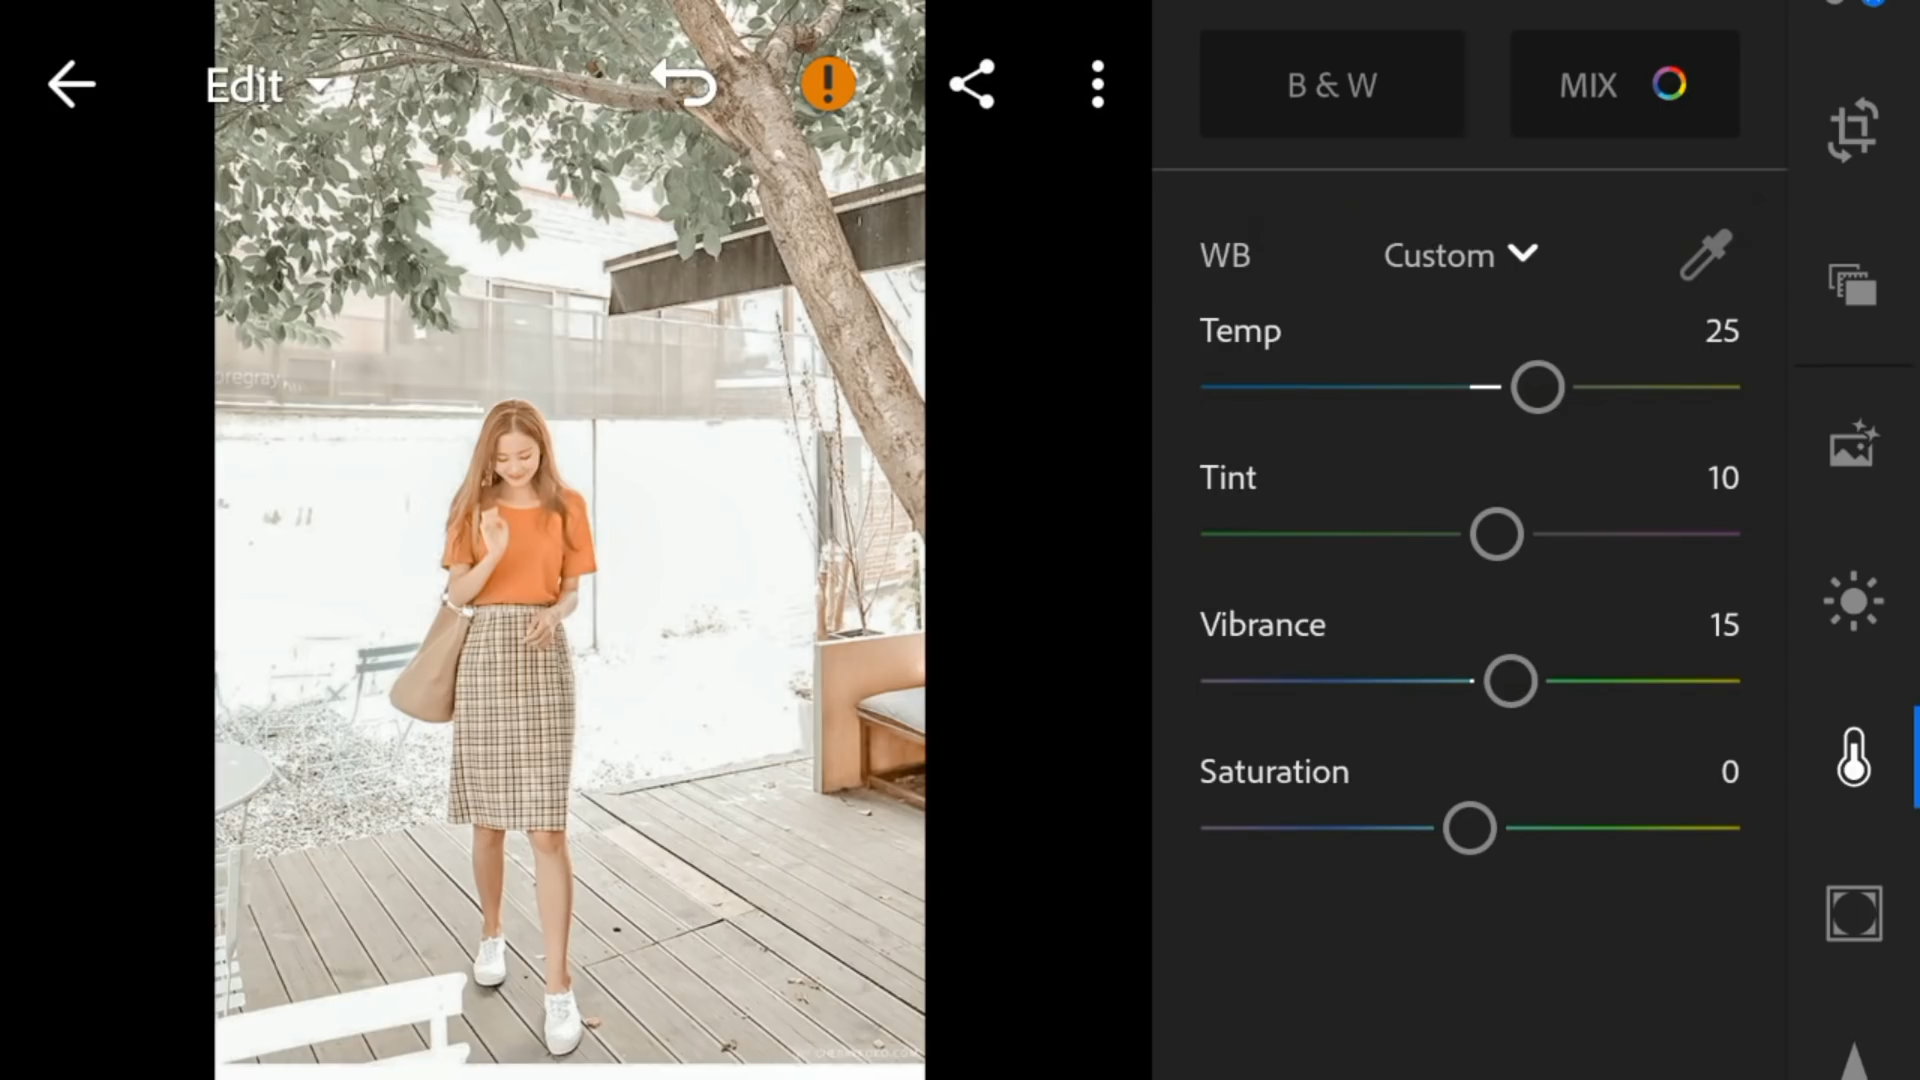 Edit
B & W
MIX
WB
Custom
Temp
25
Tint
10
Vibrance
15
Saturation
0